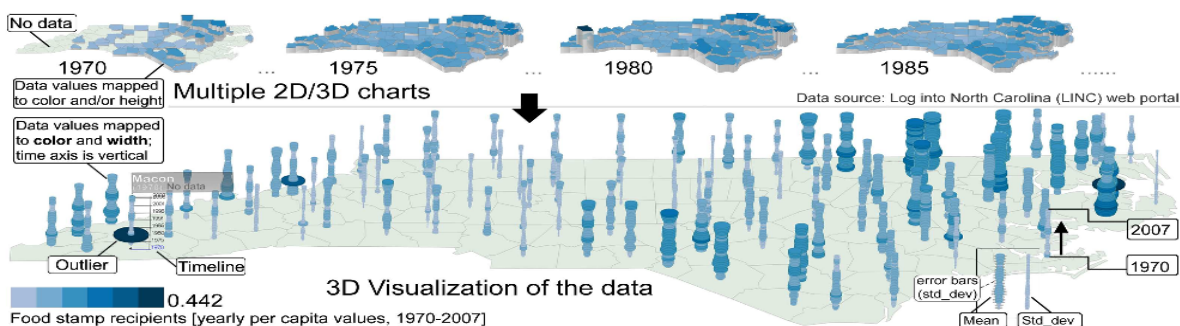 No data
1970
...
1975
...
1980
...
1985
......
Data values mapped
to color and/or height
Multiple 2D/3D charts
Data source: Log into North Carolina (LINC) web portal
Data values mapped
to color and width;
time axis is vertical
Macon
No data
Outlier
Timeline
2007
1970
3D Visualization of the data
error bars
(std_dev)
Mean
Std_dev
0.442
Food stamp recipients [yearly per capita values, 1970-2007]